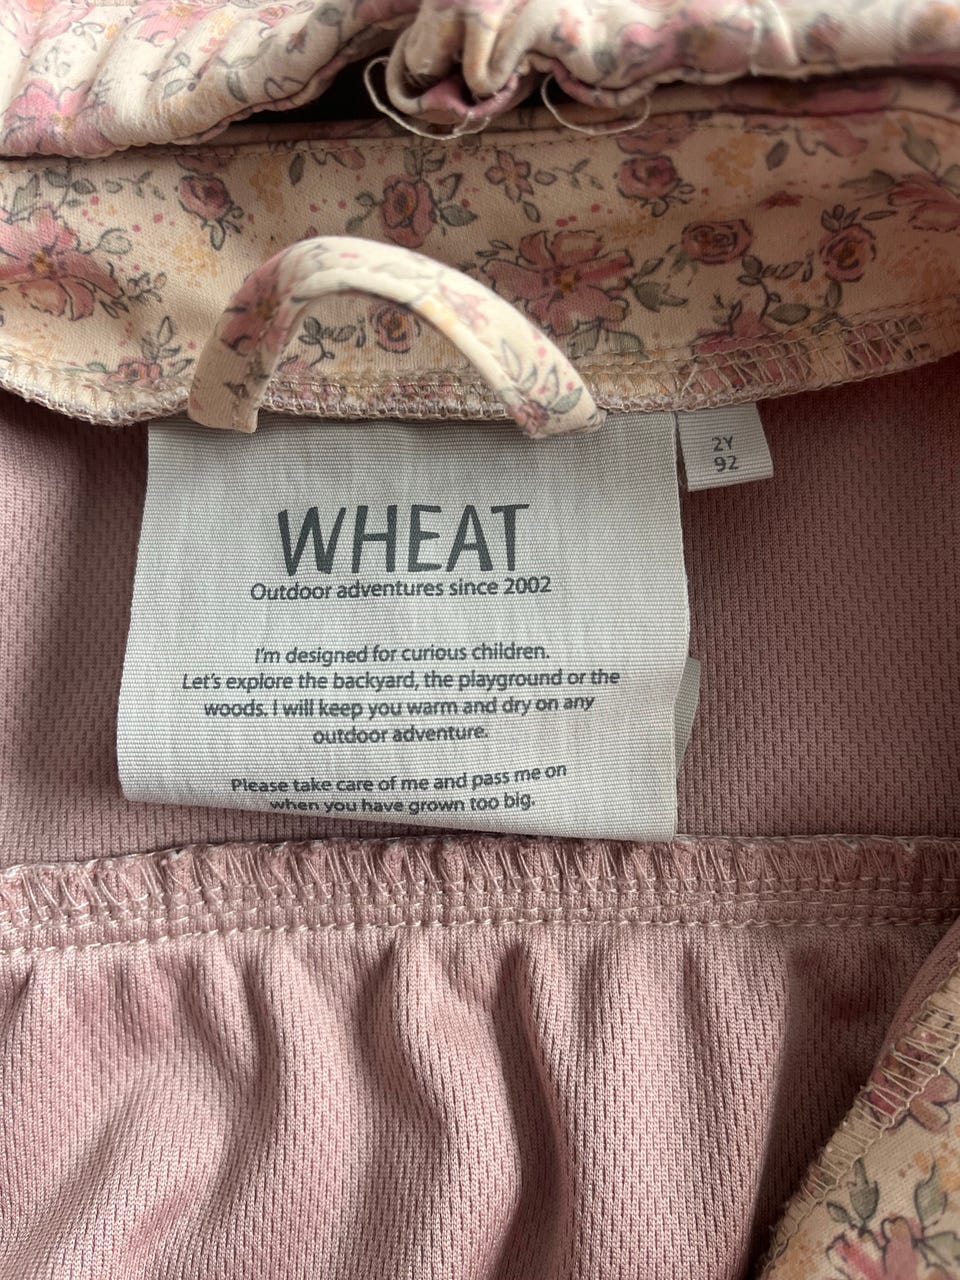 2Y
92
WHEAT
Outdoor adventures since 2002
I'm designed for curious children.
Let's explore the backyard, the playground or the
woods. I will keep you warm and dry on any
outdoor adventure.
Please take care of me and pass me on
when you have grown too big.